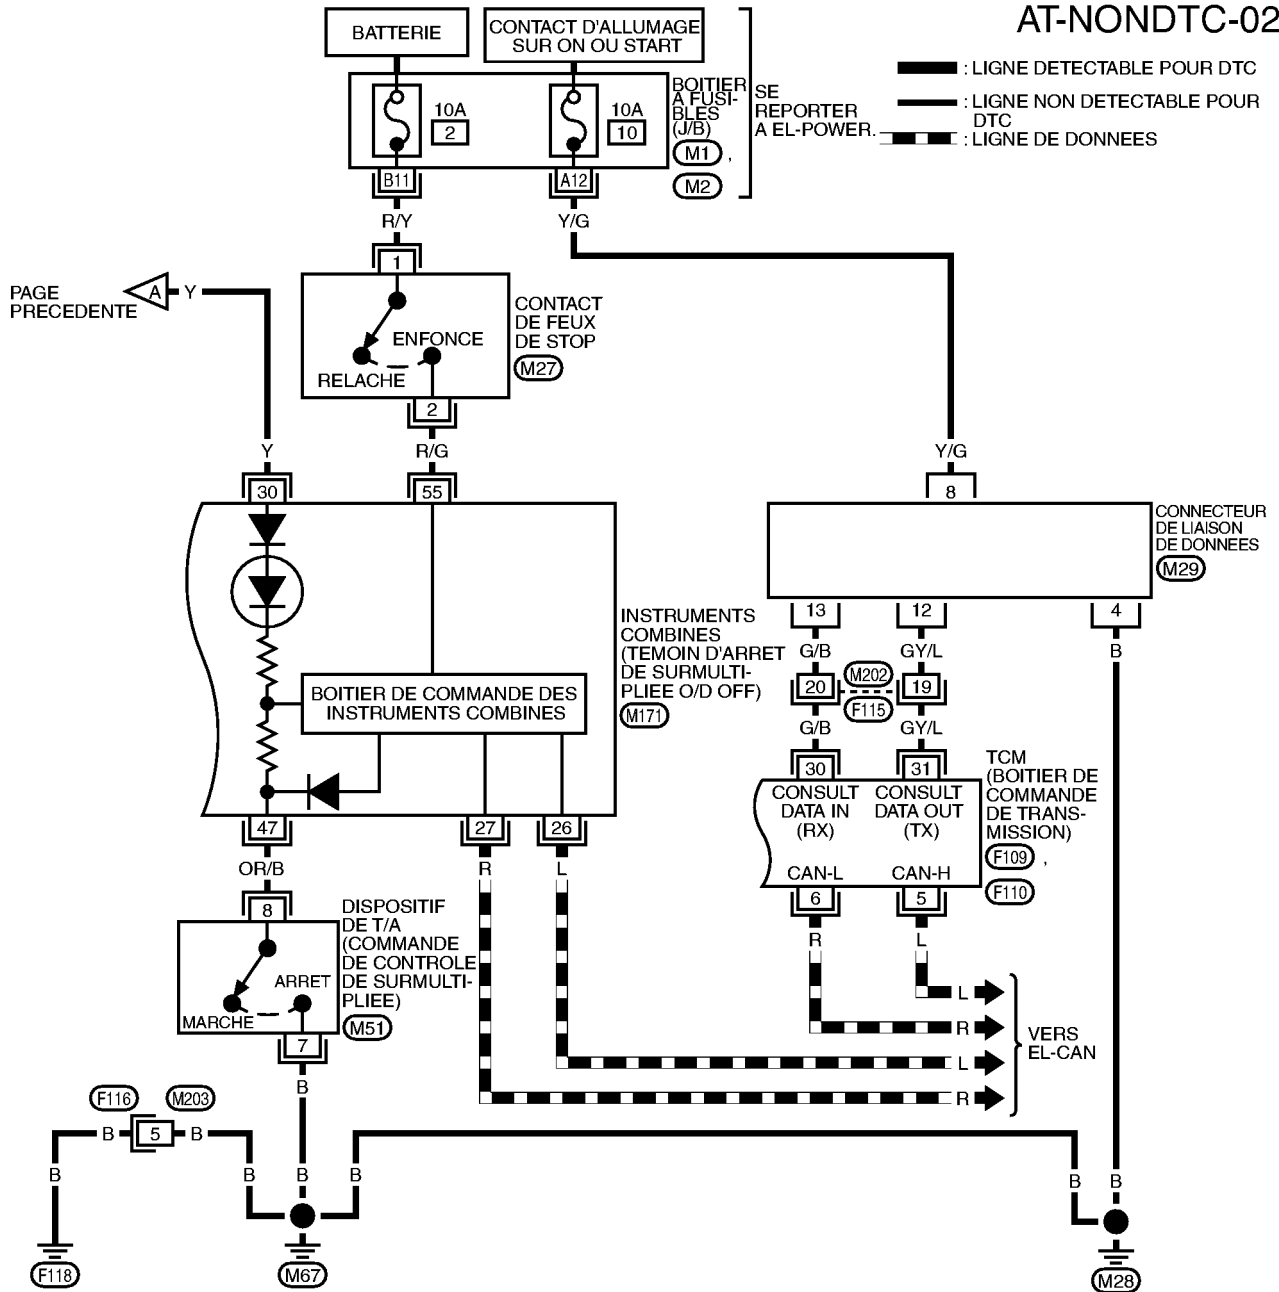 AT-NONDTC-02
BATTERIE
CONTACT D'ALLUMAGE
SUR ON OU START
: LIGNE DETECTABLE POUR DTC
: LIGNE NON DETECTABLE POUR
DTC
: LIGNE DE DONNEES
10A
2
10A
10
BOITIER
A FUSI-
BLES
(J/B)
M1 ,
M2
SE
REPORTER
A EL-POWER.
B11
A12
R/Y
Y/G
1
PAGE
PRECEDENTE
A
Y
ENFONCE
RELACHE
CONTACT
DE FEUX
DE STOP
M27
2
Y
R/G
Y/G
30
55
8
CONNECTEUR
DE LIAISON
DE DONNEES
M29
13
12
4
INSTRUMENTS
COMBINES
(TEMOIN D'ARRET
DE SURMULTI-
PLIEE O/D OFF)
M171
BOITIER DE COMMANDE DES
INSTRUMENTS COMBINES
G/B
GY/L
B
20
M202
19
F115
G/B
GY/L
30
31
CONSULT
DATA IN
(RX)
CONSULT
DATA OUT
(TX)
CAN-L
CAN-H
TCM
(BOITIER DE
COMMANDE
DE TRANS-
MISSION)
F109 ,
F110
6
5
R
L
47
27
26
OR/B
R
L
8
DISPOSITIF
DE T/A
(COMMANDE
DE CONTROLE
DE SURMULTI-
PLIEE)
M51
ARRET
MARCHE
7
L
R
L
R
VERS
EL-CAN
B
F116
M203
B
5
B
B
B
B
B
B
B
F118
M67
M28